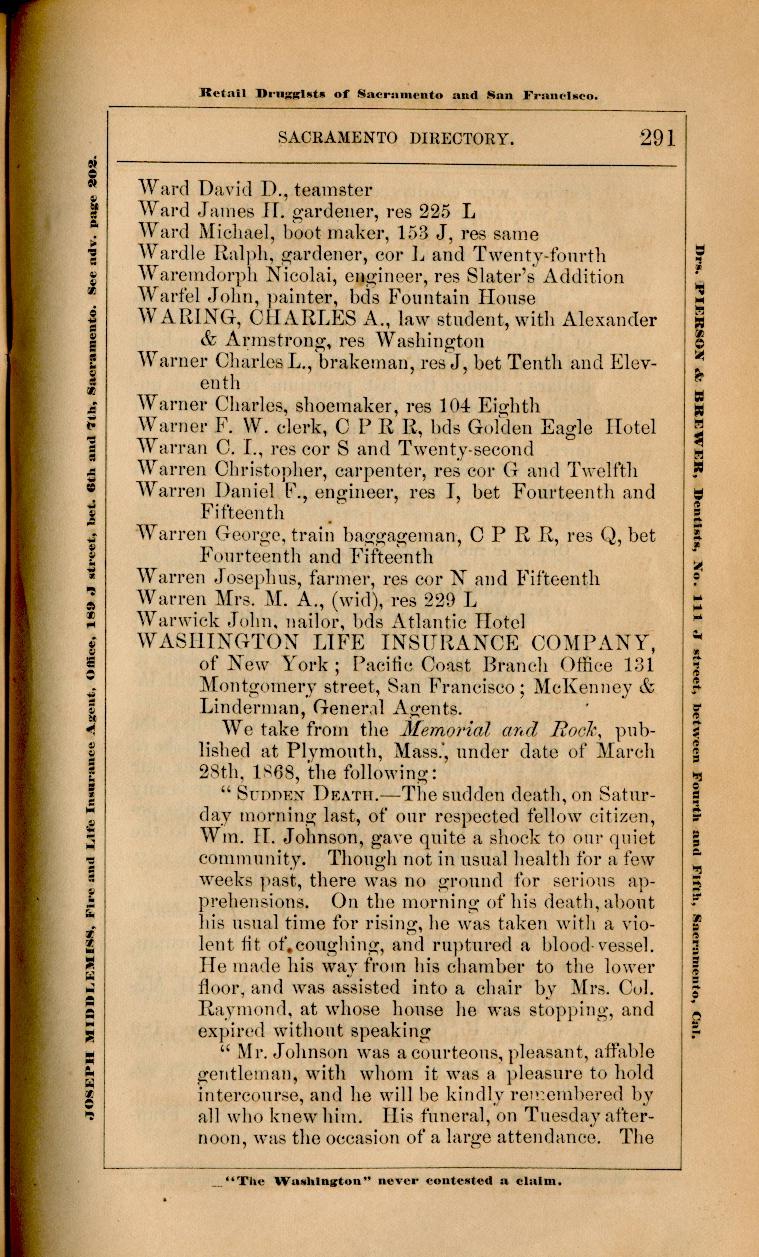 Retail Druggists of Sacramento and San Francisco.
SACRAMENTO DIRECTORY. 291
Ward David D., teamster
Ward James H. gardener, res 225 L
Ward Michael, boot maker, 153 J, res same
Wardle Ralph, gardener, cor L and Twenty-fourth
Waremdorph Nicolai, engineer, res Slater's Addition
Warfel John, painter, bds Fountain House
WARING, CHARLES A., law student, with Alexander
& Armstrong, res Washington
Warner Charles L., brakeman, res J, bet Tenth and Elev-
enth
Warner Charles, shoemaker, res 104 Eighth
Warner F. W. clerk, C P R R, bds Golden Eagle Hotel
Warran C. I., res cor S and Twenty-second
Warren Christopher, carpenter, res cor G and Twelfth
Warren Daniel F., engineer, res I, bet Fourteenth and
Fifteenth
Warren George, train baggageman, C P R R, res Q, bet
Fourteenth and Fifteenth
Warren Josephus, farmer, res cor N and Fifteenth
Warren Mrs. M. A., (wid), res 229 L
Warwick John, nailor, bds Atlantic Hotel
WASHINGTON LIFE INSURANCE COMPANY,
of New York; Pacific Coast Branch Office 131
Montgomery street, San Francisco; McKenney &
Linderman, General Agents.
We take from the Memorial and Rock, pub-
lished at Plymouth, Mass., under date of March
28th, 1868, the following:
"SUDDEN DEATH.—The sudden death, on Satur-
day morning last, of our respected fellow citizen,
Wm. H. Johnson, gave quite a shock to our quiet
community. Though not in usual health for a few
weeks past, there was no ground for serious ap-
prehensions. On the morning of his death, about
his usual time for rising, he was taken with a vio-
lent fit of coughing, and ruptured a blood-vessel.
He made his way from his chamber to the lower
floor, and was assisted into a chair by Mrs. Col.
Raymond, at whose house he was stopping, and
expired without speaking
"Mr. Johnson was a courteous, pleasant, affable
gentleman, with whom it was a pleasure to hold
intercourse, and he will be kindly remembered by
all who knew him. His funeral, on Tuesday after-
noon, was the occasion of a large attendance. The
"The Washington" never contested a claim.
JOSEPH MIDDLEMISS, Fire and Life Insurance Agent, Office, 189 J street, bet. 6th and 7th, Sacramento. See adv. page 202.
Drs. PIERSON & BREWER, Dentists, No. 111 J street, between Fourth and Fifth, Sacramento, Cal.